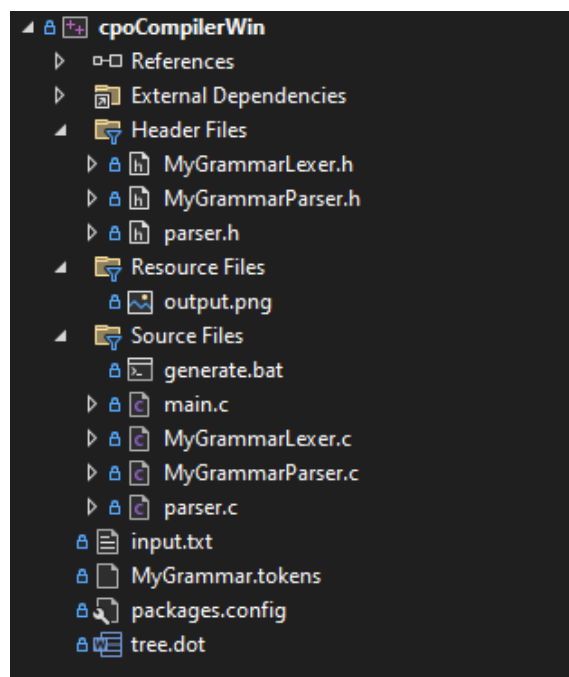 cpoCompilerWin
References
External Dependencies
Header Files
MyGrammarLexer.h
MyGrammarParser.h
parser.h
Resource Files
output.png
Source Files
generate.bat
main.c
MyGrammarLexer.c
MyGrammarParser.c
parser.c
input.txt
MyGrammar.tokens
packages.config
tree.dot